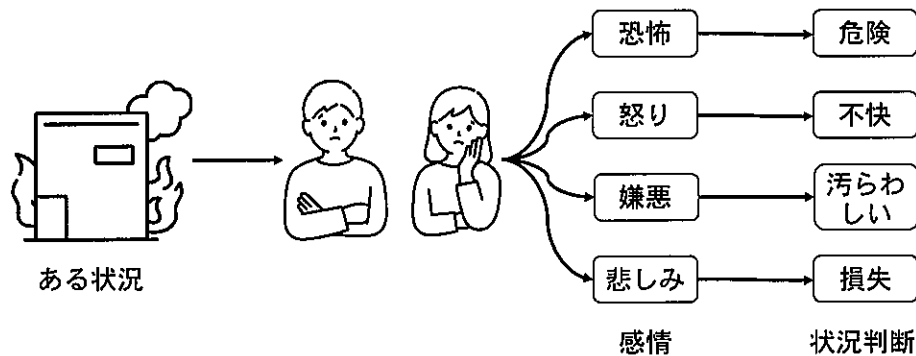 恐怖
危険
怒り
不快
嫌悪
汚らわ
しい
悲しみ
損失
ある状況
感情
状況判断